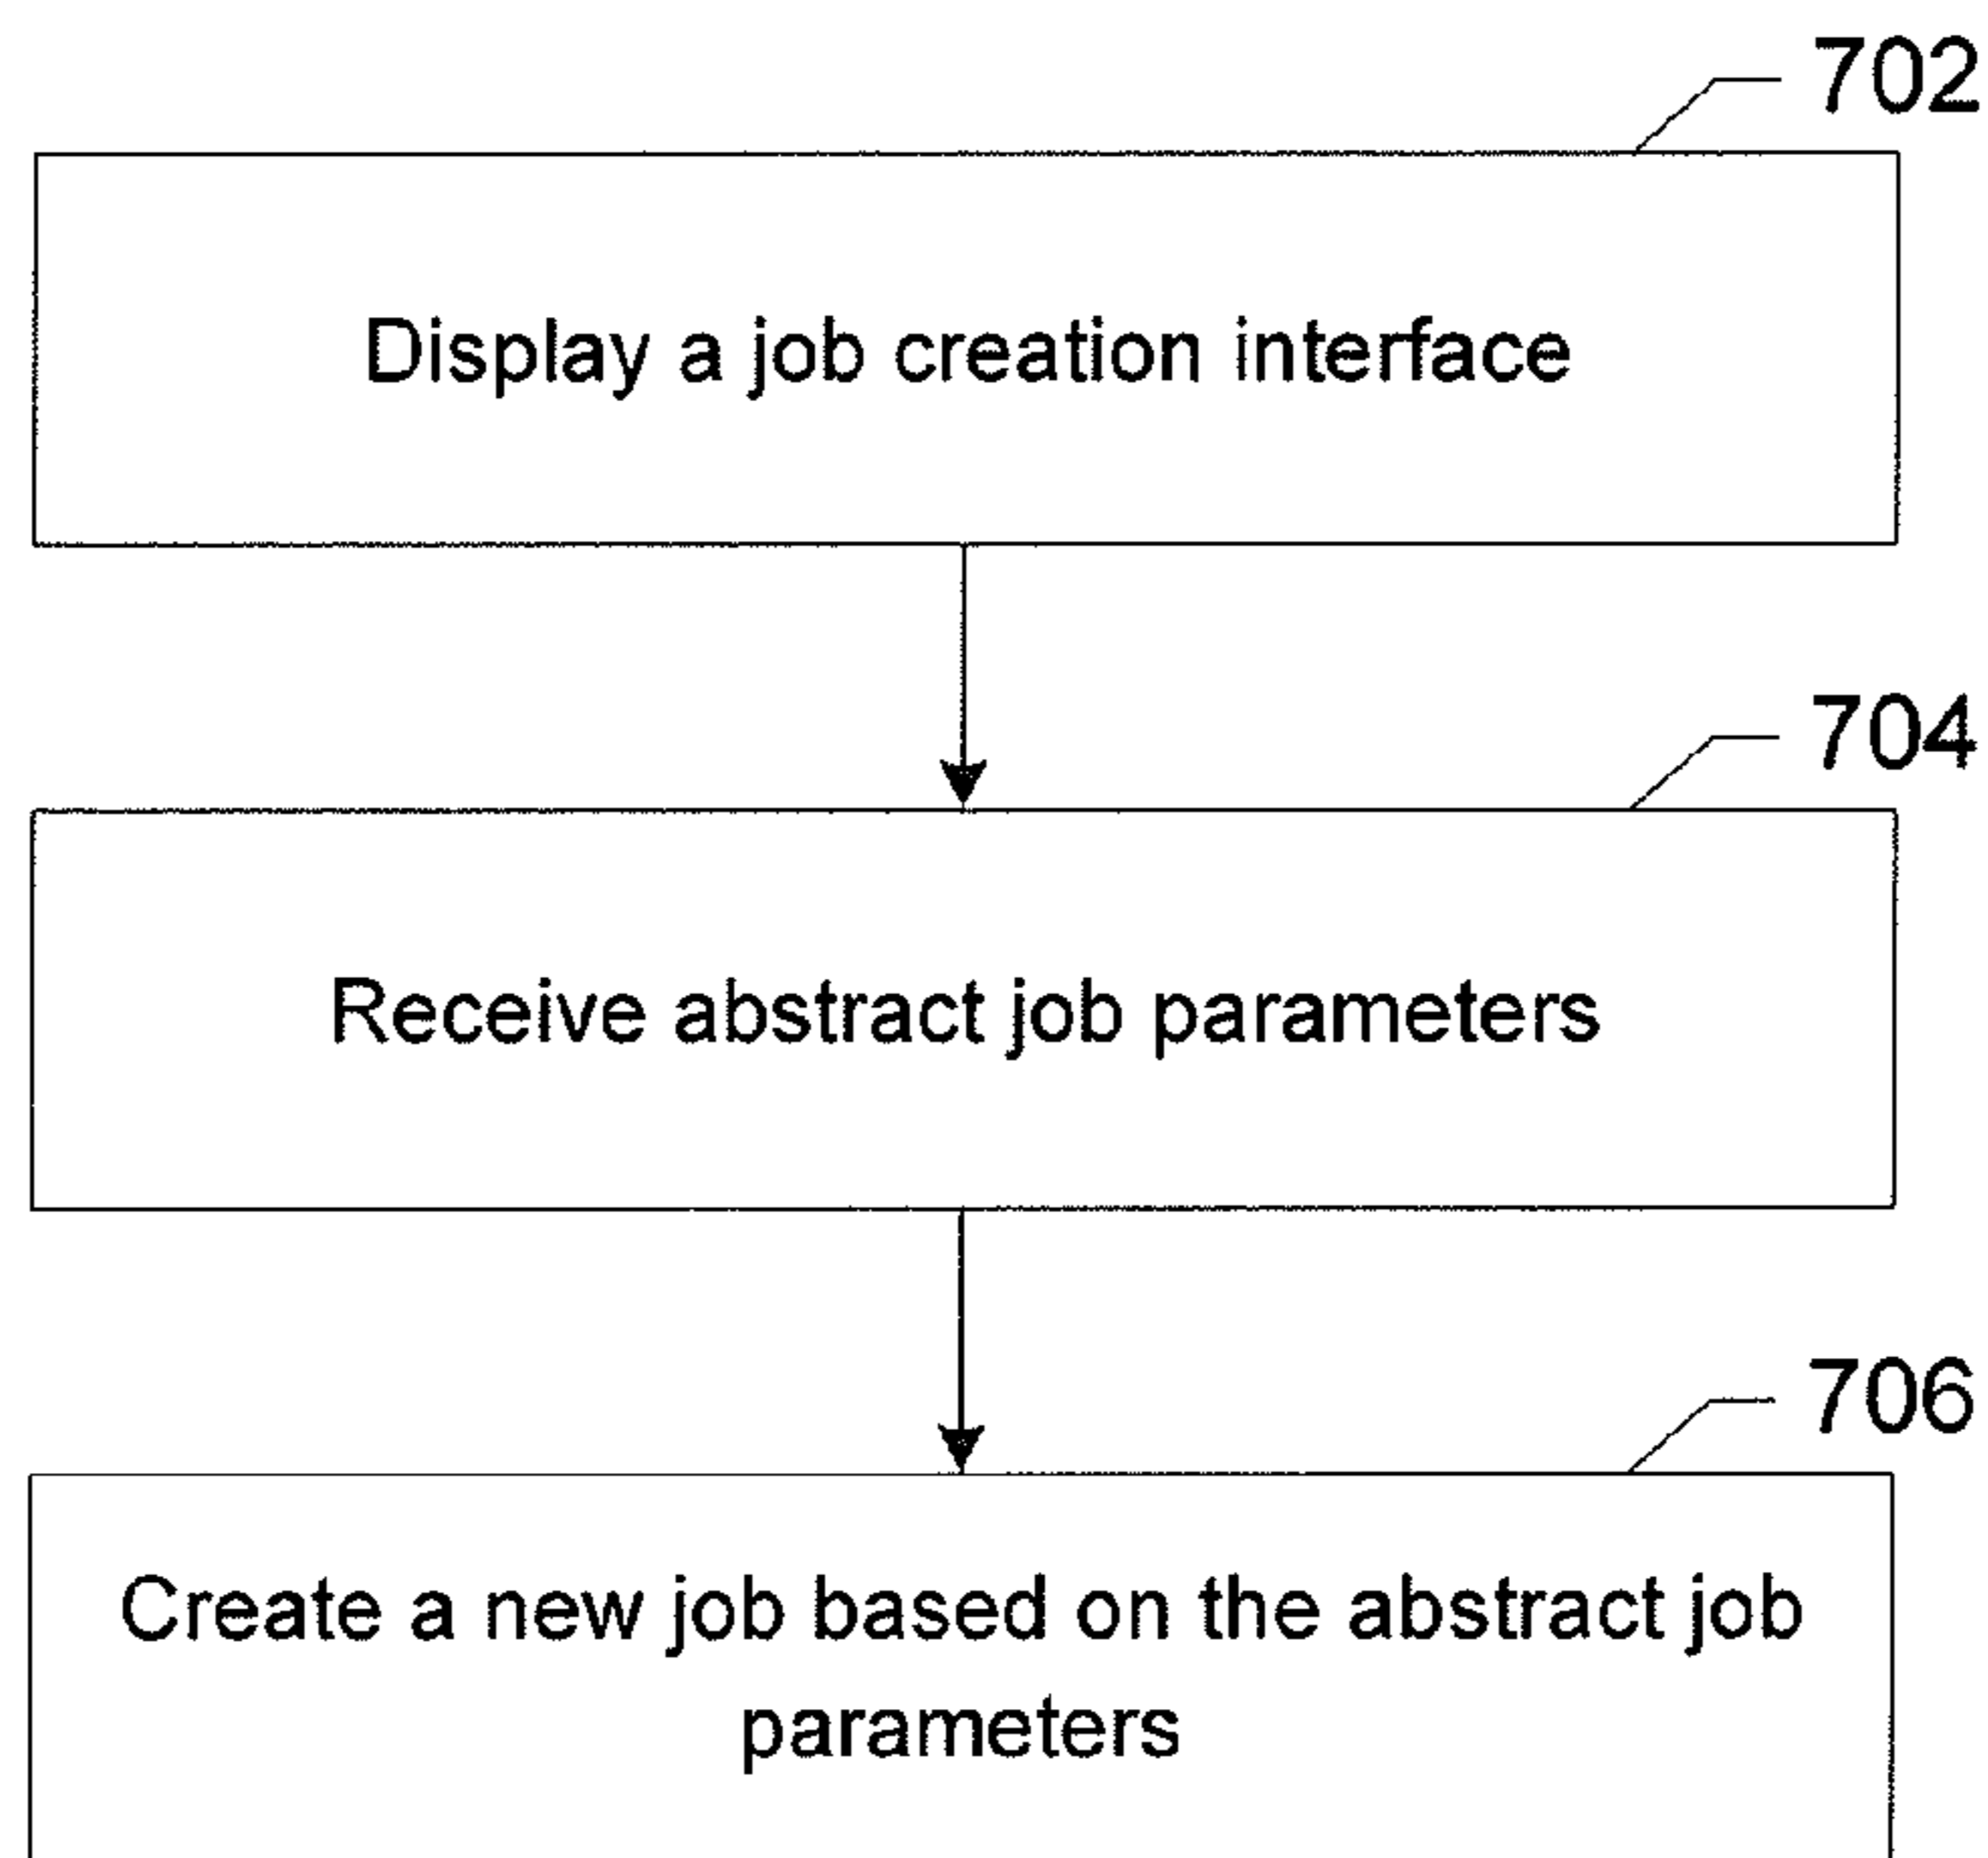 702
Display a job creation interface
704
Receive abstract job parameters
706
Create a new job based on the abstract job
parameters